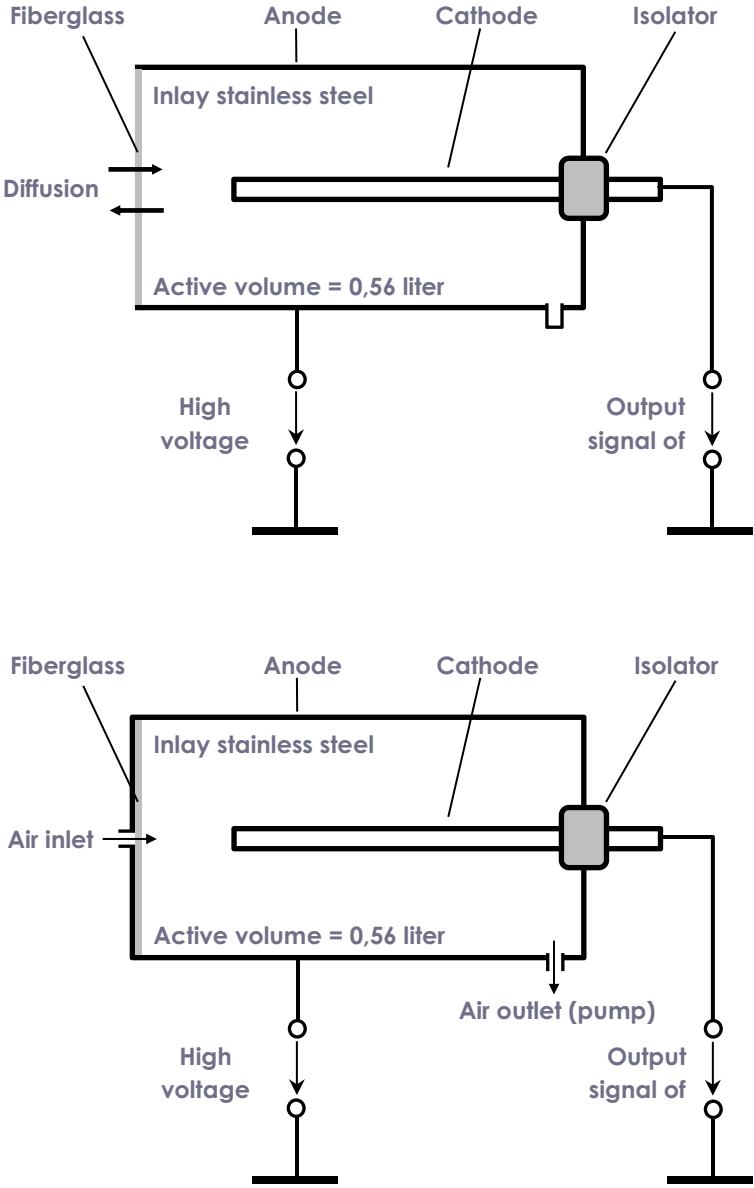 Fiberglass Anode Cathode Isolator
Inlay stainless steel
Diffusion
Active volume = 0,56 liter
High
voltage
Output
signal of
Fiberglass Anode Cathode Isolator
Inlay stainless steel
Air inlet
Active volume = 0,56 liter
Air outlet (pump)
High
voltage
Output
signal of